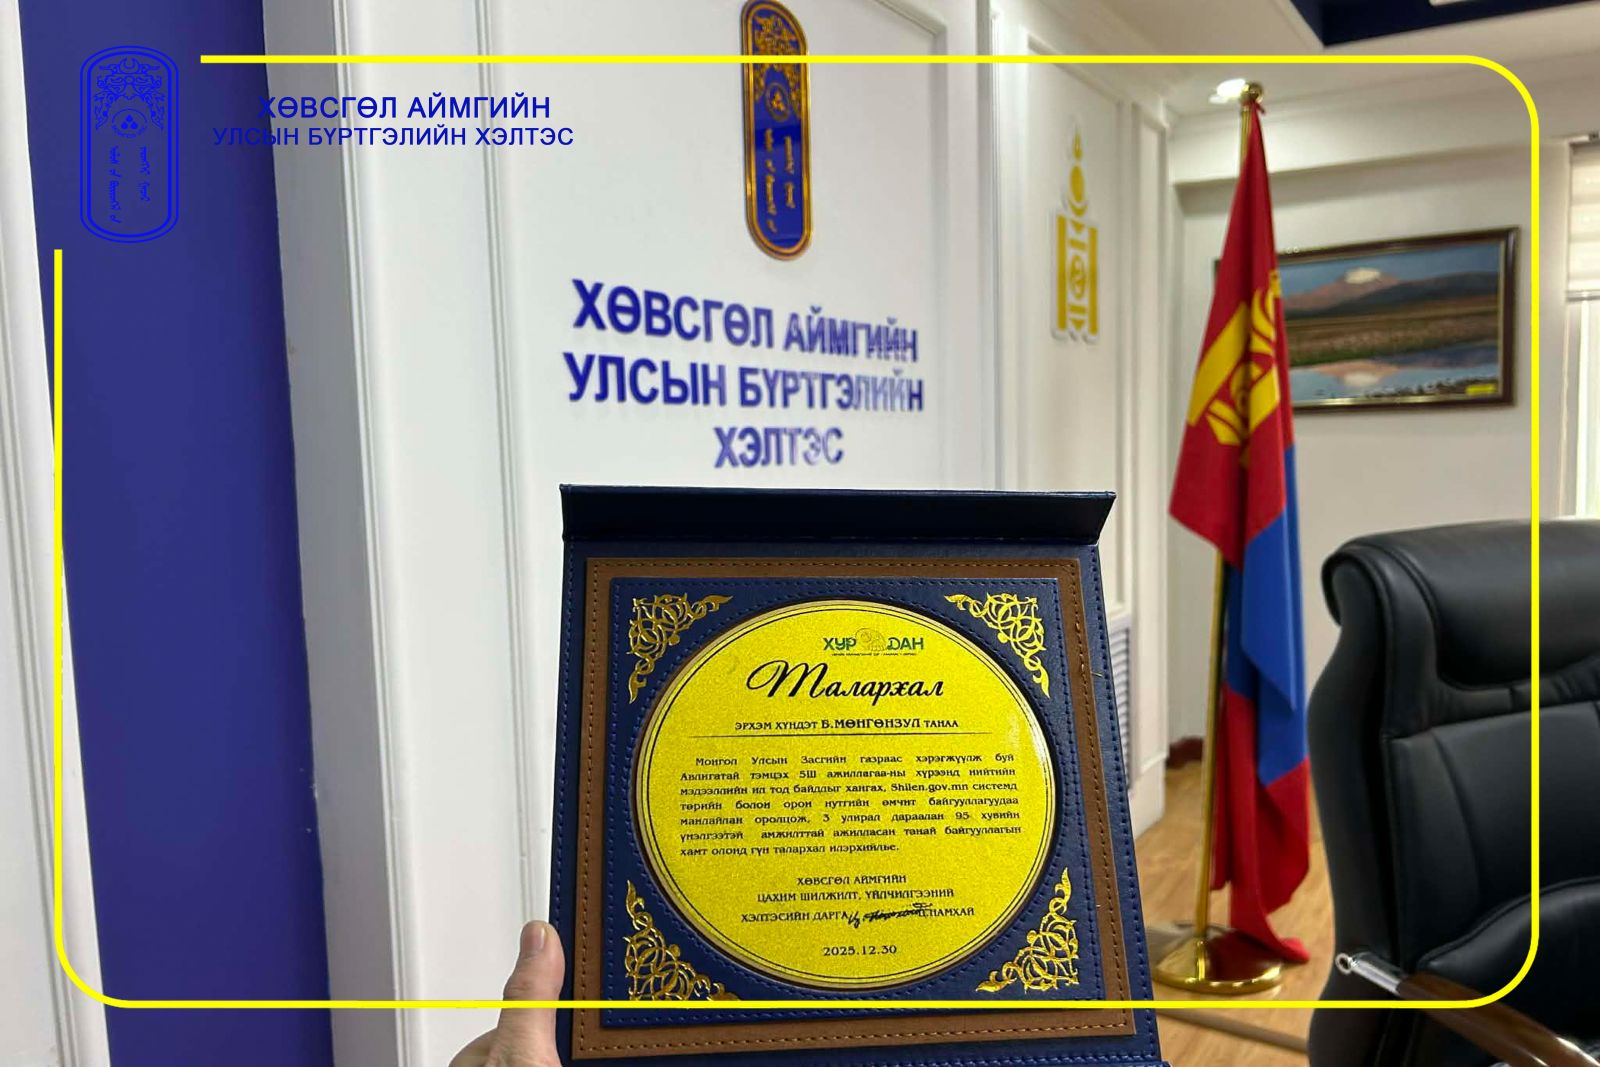 ХӨВСГӨЛ АЙМГИЙН
УЛСЫН БҮРТГЭЛИЙН ХЭЛТЭС
ХӨВСГӨЛ АЙМГИЙН
УЛСЫН БҮРТГЭЛИЙН
ХЭЛТЭС
ХУР ДАН
Талархал
ЭРХЭМ ХҮНДЭТ Б.МӨНГӨНЗУЛ ТАНАА
Монгол Улсын Засгийн газраас хэрэгжүүлж буй
Авлигатай тэмцэх 5Ш ажиллагаа-ны хүрээнд нийтийн
мэдээллийн ил тод байдлыг хангах, Shilen.gov.mn системд
төрийн болон орон нутгийн өмчит байгууллагуудаа
манлайлан оролцож, 3 улирал дараалан 95 хувийн
үнэлгээтэй амжилттай ажилласан танай байгууллагын
хамт олонд гүн талархал илэрхийлье.
ХӨВСГӨЛ АЙМГИЙН
ЦАХИМ ШИЛЖИЛТ, ҮЙЛЧИЛГЭЭНИЙ
ХЭЛТЭСИЙН ДАРГА НАМХАЙ
2025.12.30